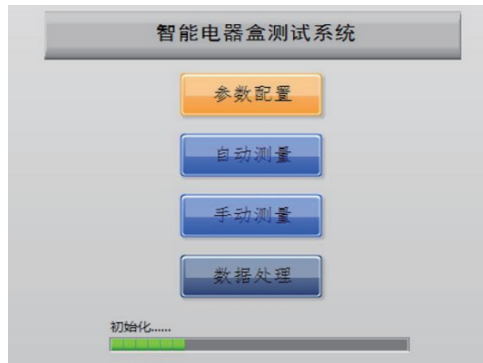 智能电器盒测试系统
参数配置
自动测量
手动测量
数据处理
初始化......